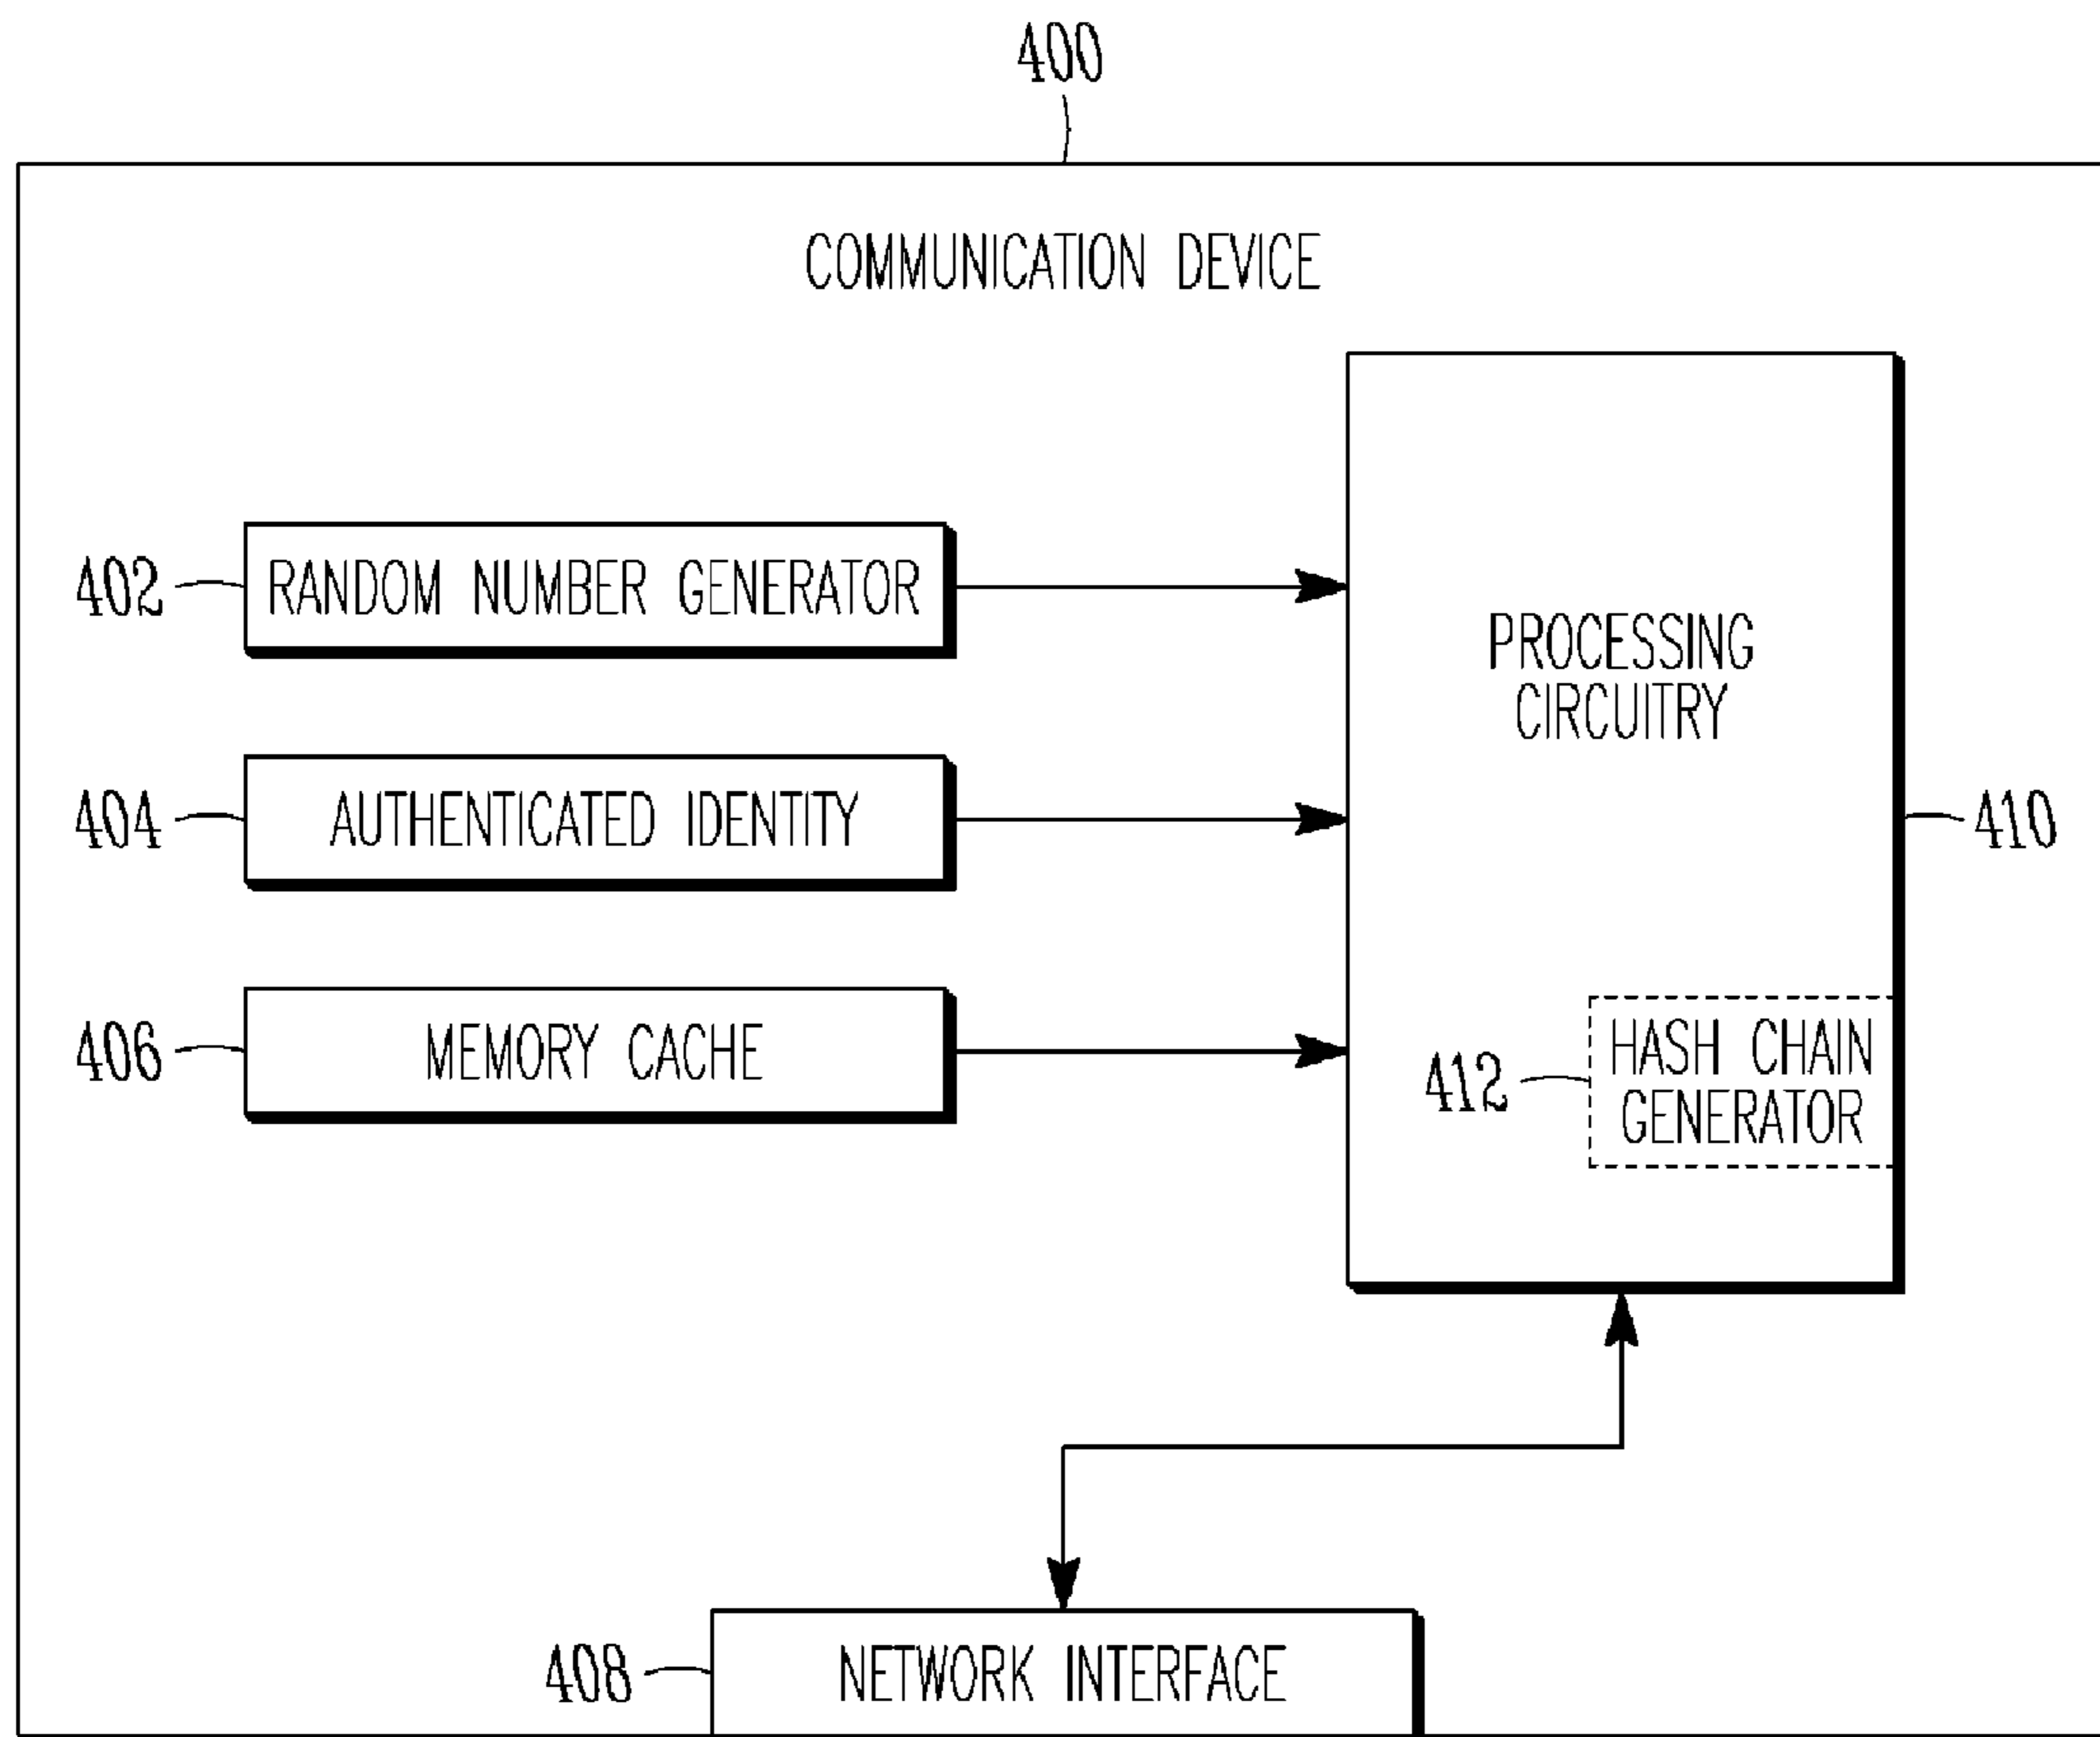 400
COMMUNICATION DEVICE
402
RANDOM NUMBER GENERATOR
PROCESSING
CIRCUITRY
404
AUTHENTICATED IDENTITY
410
406
MEMORY CACHE
412
HASH CHAIN
GENERATOR
408
NETWORK INTERFACE